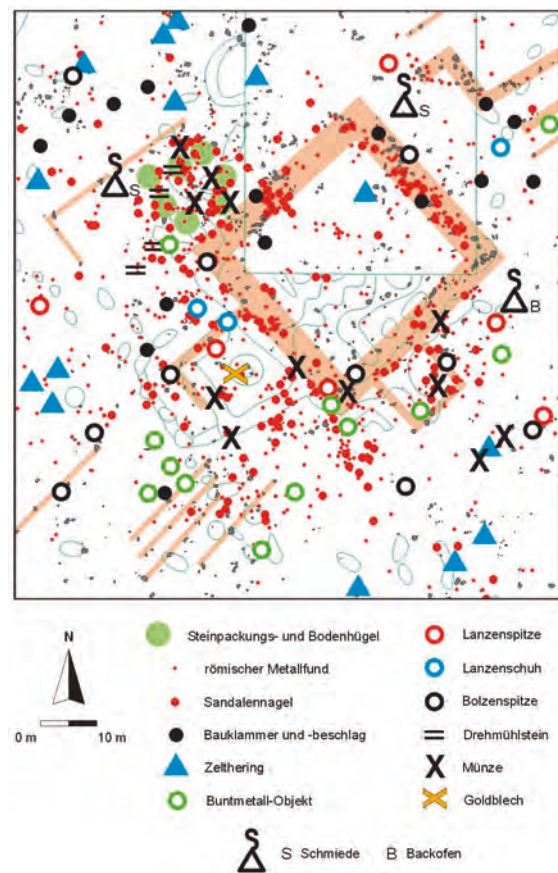 S
S
B
N
0 m 10 m
Steinpackungs- und Bodenhügel
römischer Metallfund
Sandalennagel
Bauklammer und -beschlag
Zelthering
Buntmetall-Objekt
Lanzenspitze
Lanzenschuh
Bolzenspitze
Drehmühlstein
Münze
Goldblech
S Schmiede B Backofen